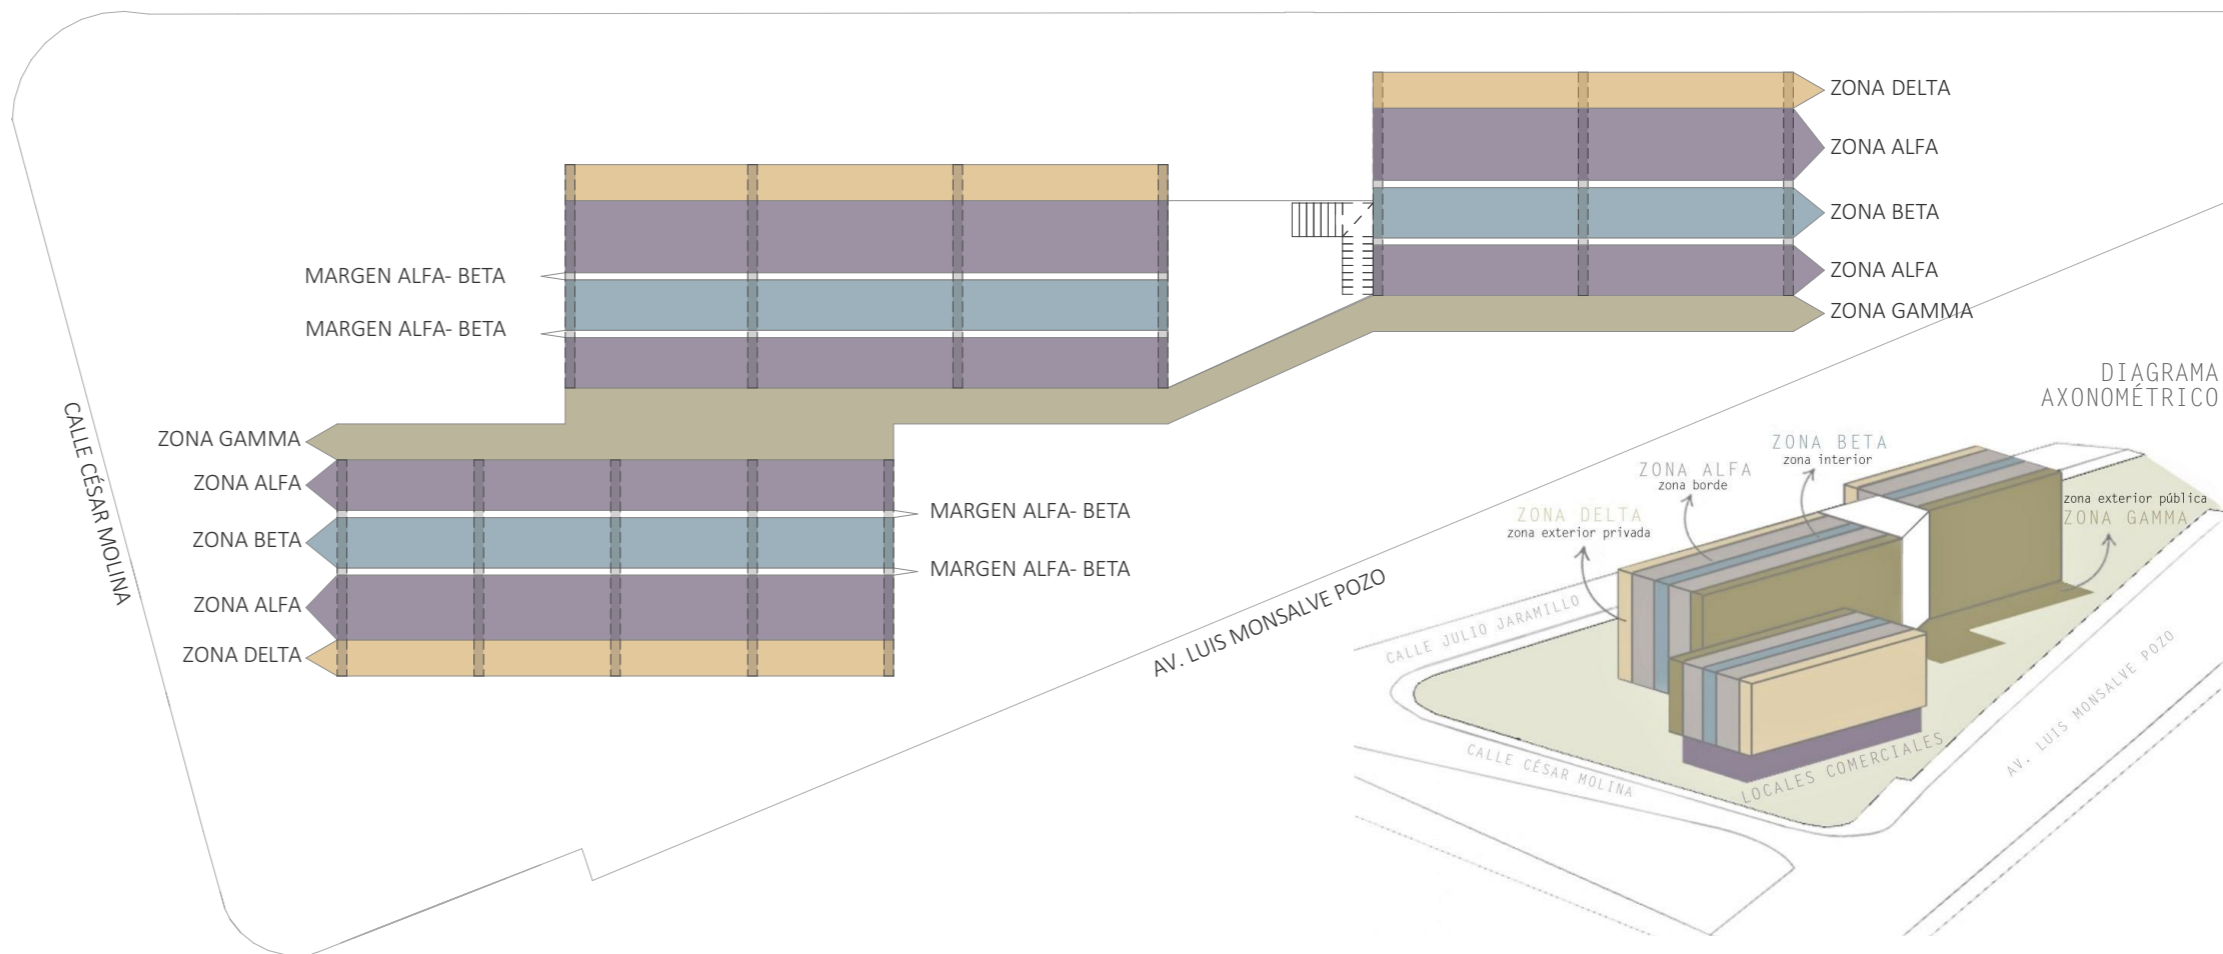 ZONA DELTA
ZONA ALFA
ZONA BETA
ZONA ALFA
ZONA GAMMA
MARGEN ALFA- BETA
MARGEN ALFA- BETA
CALLE CÉSAR MOLINA
ZONA GAMMA
ZONA ALFA
ZONA BETA
ZONA ALFA
ZONA DELTA
MARGEN ALFA- BETA
MARGEN ALFA- BETA
AV. LUIS MONSALVE POZO
DIAGRAMA
AXONOMÉTRICO
ZONA BETA
zona interior
ZONA ALFA
zona borde
ZONA DELTA
zona exterior privada
zona exterior pública
ZONA GAMMA
CALLE JULIO JARAMILLO
CALLE CÉSAR MOLINA
LOCALES COMERCIALES
AV. LUIS MONSALVE POZO